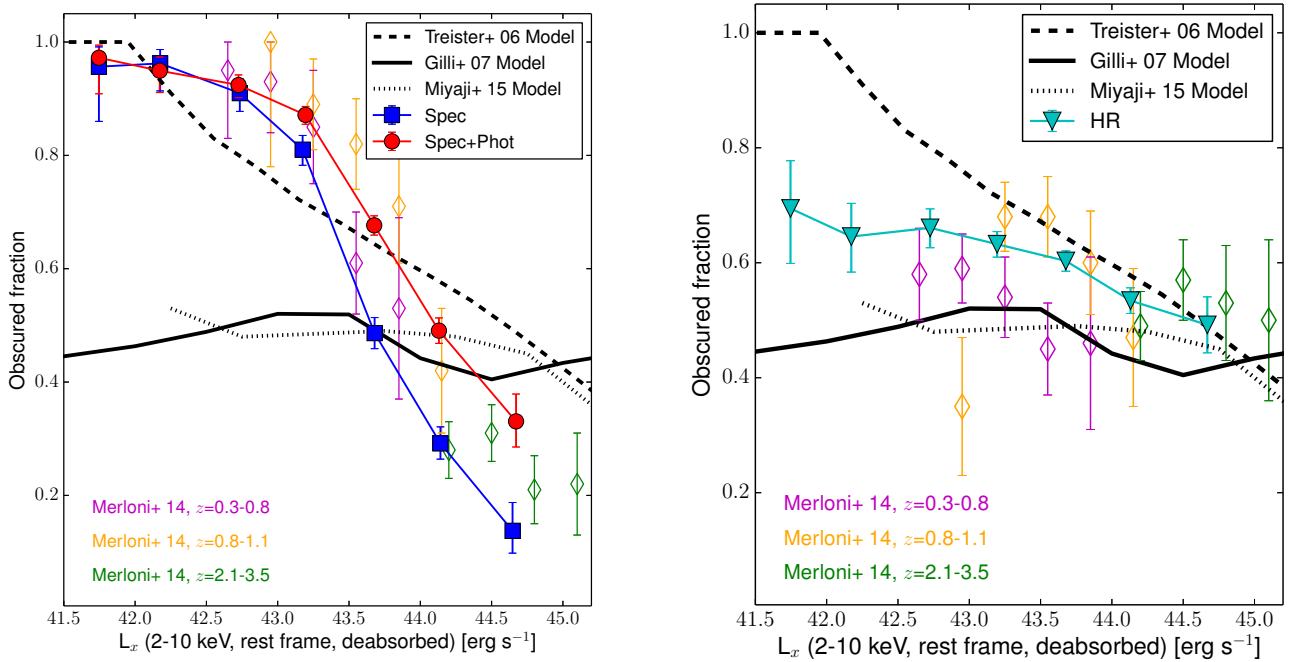 Treister+ 06 Model
Gilli+ 07 Model
Miyaji+ 15 Model
Spec
Spec+Phot
1.0
0.8
0.6
0.4
0.2
Obscured fraction
Merloni+ 14, z=0.3-0.8
Merloni+ 14, z=0.8-1.1
Merloni+ 14, z=2.1-3.5
41.5 42.0 42.5 43.0 43.5 44.0 44.5 45.0
Lₓ (2-10 keV, rest frame, deabsorbed) [erg s⁻¹]
Treister+ 06 Model
Gilli+ 07 Model
Miyaji+ 15 Model
HR
1.0
0.8
0.6
0.4
0.2
Obscured fraction
Merloni+ 14, z=0.3-0.8
Merloni+ 14, z=0.8-1.1
Merloni+ 14, z=2.1-3.5
41.5 42.0 42.5 43.0 43.5 44.0 44.5 45.0
Lₓ (2-10 keV, rest frame, deabsorbed) [erg s⁻¹]